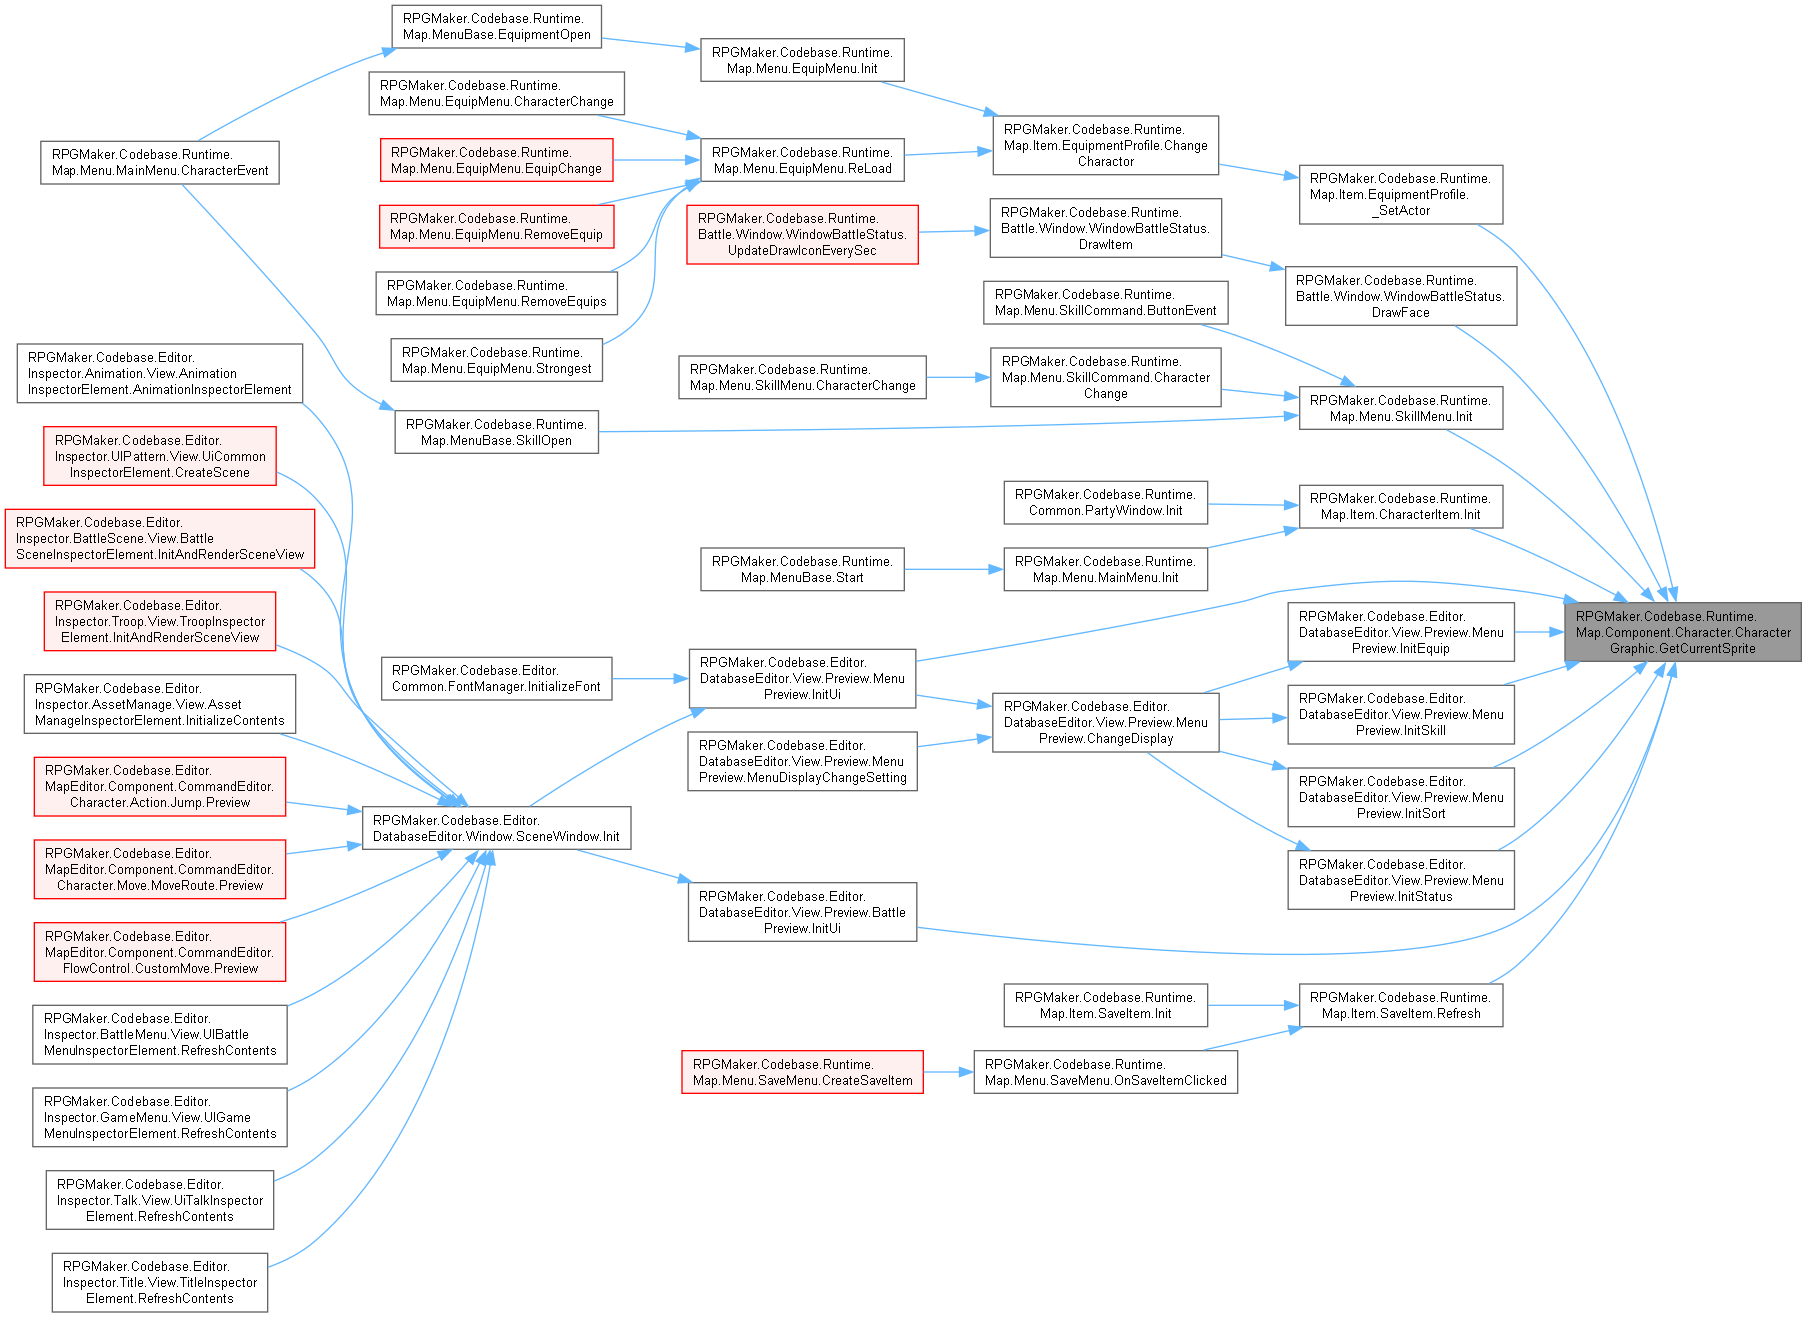 RPGMaker.Codebase.Runtime.
Map.MenuBase.EquipmentOpen
RPGMaker.Codebase.Runtime.
Map.Menu.EquipMenu.Init
RPGMaker.Codebase.Runtime.
Map.Menu.EquipMenu.CharacterChange
RPGMaker.Codebase.Runtime.
Map.Item.EquipmentProfile.Change
Charactor
RPGMaker.Codebase.Runtime.
Map.Menu.MainMenu.CharacterEvent
RPGMaker.Codebase.Runtime.
Map.Menu.EquipMenu.EquipChange
RPGMaker.Codebase.Runtime.
Map.Menu.EquipMenu.ReLoad
RPGMaker.Codebase.Runtime.
Map.Item.EquipmentProfile.
_SetActor
RPGMaker.Codebase.Runtime.
Map.Menu.EquipMenu.RemoveEquip
RPGMaker.Codebase.Runtime.
Battle.Window.WindowBattleStatus.
UpdateDrawIconEverySec
RPGMaker.Codebase.Runtime.
Battle.Window.WindowBattleStatus.
DrawItem
RPGMaker.Codebase.Runtime.
Map.Menu.EquipMenu.RemoveEquips
RPGMaker.Codebase.Runtime.
Map.Menu.SkillCommand.ButtonEvent
RPGMaker.Codebase.Runtime.
Battle.Window.WindowBattleStatus.
DrawFace
RPGMaker.Codebase.Runtime.
Map.Menu.EquipMenu.Strongest
RPGMaker.Codebase.Editor.
Inspector.Animation.View.Animation
InspectorElement.AnimationInspectorElement
RPGMaker.Codebase.Runtime.
Map.Menu.SkillMenu.CharacterChange
RPGMaker.Codebase.Runtime.
Map.Menu.SkillCommand.Character
Change
RPGMaker.Codebase.Runtime.
Map.Menu.SkillMenu.Init
RPGMaker.Codebase.Runtime.
Map.MenuBase.SkillOpen
RPGMaker.Codebase.Editor.
Inspector.UIPattern.View.UiCommon
InspectorElement.CreateScene
RPGMaker.Codebase.Runtime.
Common.PartyWindow.Init
RPGMaker.Codebase.Runtime.
Map.Item.CharacterItem.Init
RPGMaker.Codebase.Editor.
Inspector.BattleScene.View.Battle
SceneInspectorElement.InitAndRenderSceneView
RPGMaker.Codebase.Runtime.
Map.MenuBase.Start
RPGMaker.Codebase.Runtime.
Map.Menu.MainMenu.Init
RPGMaker.Codebase.Editor.
Inspector.Troop.View.TroopInspector
Element.InitAndRenderSceneView
RPGMaker.Codebase.Editor.
DatabaseEditor.View.Preview.Menu
Preview.InitEquip
RPGMaker.Codebase.Runtime.
Map.Component.Character.Character
Graphic.GetCurrentSprite
RPGMaker.Codebase.Editor.
Common.FontManager.InitializeFont
RPGMaker.Codebase.Editor.
DatabaseEditor.View.Preview.Menu
Preview.InitUi
RPGMaker.Codebase.Editor.
Inspector.AssetManage.View.Asset
ManageInspectorElement.InitializeContents
RPGMaker.Codebase.Editor.
DatabaseEditor.View.Preview.Menu
Preview.ChangeDisplay
RPGMaker.Codebase.Editor.
DatabaseEditor.View.Preview.Menu
Preview.InitSkill
RPGMaker.Codebase.Editor.
DatabaseEditor.View.Preview.Menu
Preview.MenuDisplayChangeSetting
RPGMaker.Codebase.Editor.
MapEditor.Component.CommandEditor.
Character.Action.Jump.Preview
RPGMaker.Codebase.Editor.
DatabaseEditor.View.Preview.Menu
Preview.InitSort
RPGMaker.Codebase.Editor.
DatabaseEditor.Window.SceneWindow.Init
RPGMaker.Codebase.Editor.
MapEditor.Component.CommandEditor.
Character.Move.MoveRoute.Preview
RPGMaker.Codebase.Editor.
DatabaseEditor.View.Preview.Menu
Preview.InitStatus
RPGMaker.Codebase.Editor.
DatabaseEditor.View.Preview.Battle
Preview.InitUi
RPGMaker.Codebase.Editor.
MapEditor.Component.CommandEditor.
FlowControl.CustomMove.Preview
RPGMaker.Codebase.Runtime.
Map.Item.SaveItem.Init
RPGMaker.Codebase.Runtime.
Map.Item.SaveItem.Refresh
RPGMaker.Codebase.Editor.
Inspector.BattleMenu.View.UIBattle
MenuInspectorElement.RefreshContents
RPGMaker.Codebase.Runtime.
Map.Menu.SaveMenu.CreateSaveItem
RPGMaker.Codebase.Runtime.
Map.Menu.SaveMenu.OnSaveItemClicked
RPGMaker.Codebase.Editor.
Inspector.GameMenu.View.UIGame
MenuInspectorElement.RefreshContents
RPGMaker.Codebase.Editor.
Inspector.Talk.View.UiTalkInspector
Element.RefreshContents
RPGMaker.Codebase.Editor.
Inspector.Title.View.TitleInspector
Element.RefreshContents